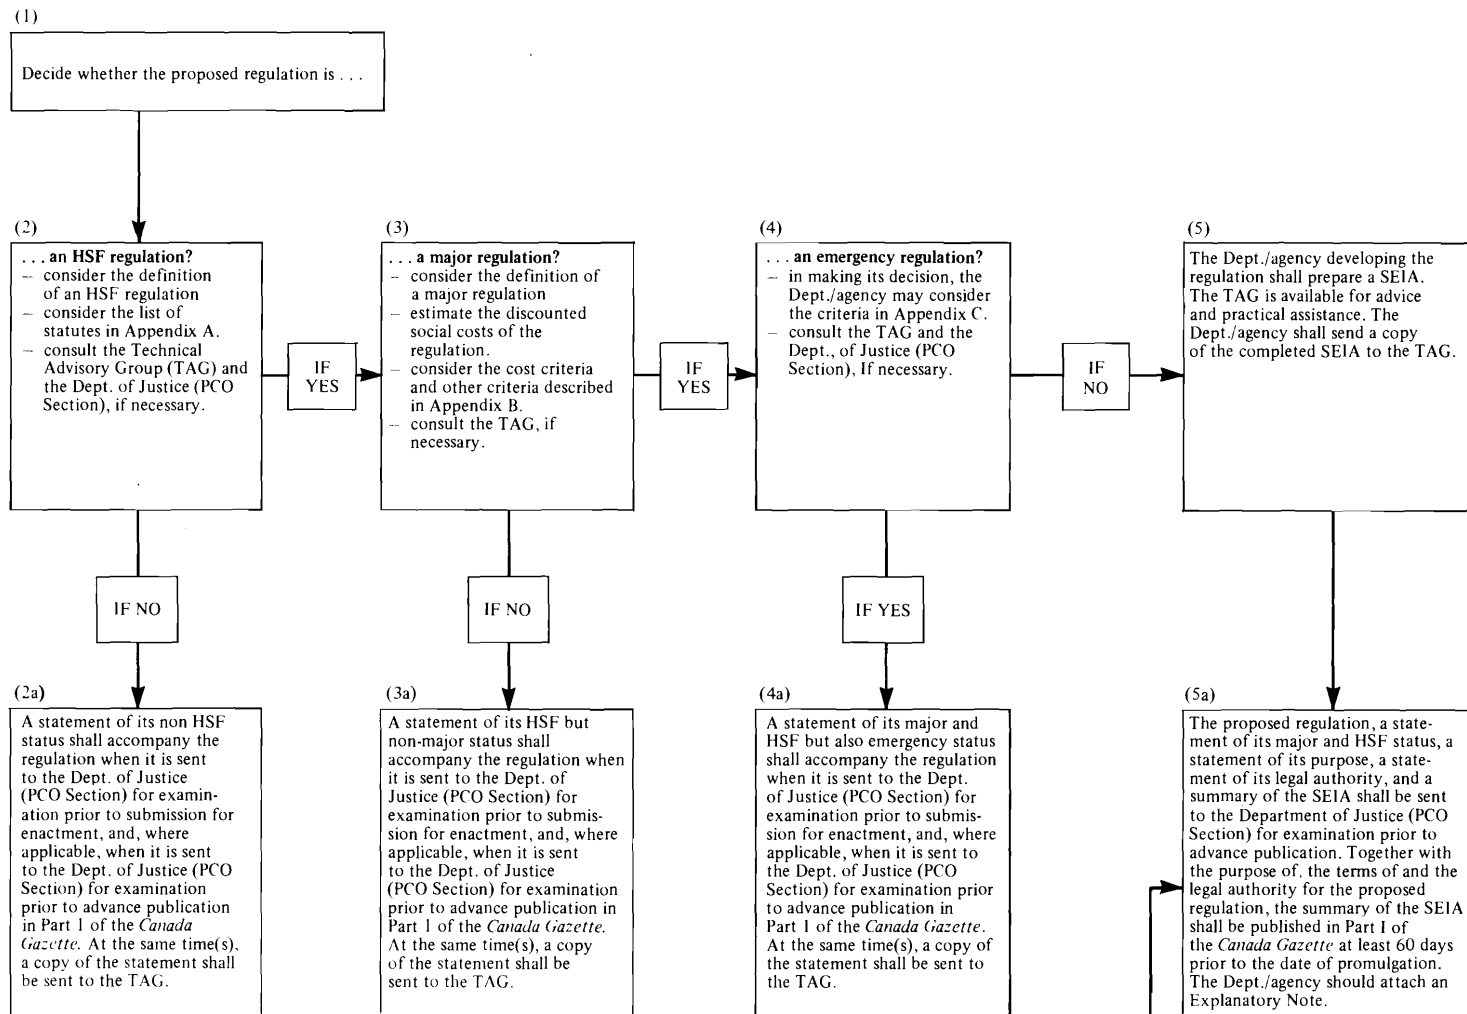 (1)
Decide whether the proposed regulation is . . .
(2)
. . . an HSF regulation?
– consider the definition
of an HSF regulation
– consider the list of
statutes in Appendix A.
– consult the Technical
Advisory Group (TAG) and
the Dept. of Justice (PCO
Section), if necessary.
IF
YES
(3)
. . . a major regulation?
– consider the definition of
a major regulation
– estimate the discounted
social costs of the
regulation.
– consider the cost criteria
and other criteria described
in Appendix B.
– consult the TAG, if
necessary.
IF
YES
(4)
. . . an emergency regulation?
– in making its decision, the
Dept./agency may consider
the criteria in Appendix C.
– consult the TAG and the
Dept., of Justice (PCO
Section), If necessary.
IF
NO
(5)
The Dept./agency developing the
regulation shall prepare a SEIA.
The TAG is available for advice
and practical assistance. The
Dept./agency shall send a copy
of the completed SEIA to the TAG.
IF NO
IF NO
IF YES
(2a)
A statement of its non HSF
status shall accompany the
regulation when it is sent
to the Dept. of Justice
(PCO Section) for examin-
ation prior to submission for
enactment, and, where
applicable, when it is sent
to the Dept. of Justice (PCO
Section) for examination
prior to advance publication
in Part 1 of the Canada
Gazette. At the same time(s),
a copy of the statement shall
be sent to the TAG.
(3a)
A statement of its HSF but
non-major status shall
accompany the regulation when
it is sent to the Dept. of
Justice (PCO Section) for
examination prior to submis-
sion for enactment, and, where
applicable, when it is sent
to the Dept. of Justice
(PCO Section) for examination
prior to advance publication in
Part 1 of the Canada Gazette.
At the same time(s), a copy
of the statement shall be
sent to the TAG.
(4a)
A statement of its major and
HSF but also emergency status
shall accompany the regulation
when it is sent to the Dept.
of Justice (PCO Section) for
examination prior to submis-
sion for enactment, and, where
applicable, when it is sent to
the Dept. of Justice (PCO
Section) for examination prior
to advance publication in
Part 1 of the Canada Gazette.
At the same time(s), a copy of
the statement shall be sent to
the TAG.
(5a)
The proposed regulation, a state-
ment of its major and HSF status, a
statement of its purpose, a state-
ment of its legal authority, and a
summary of the SEIA shall be sent
to the Department of Justice (PCO
Section) for examination prior to
advance publication. Together with
the purpose of, the terms of and the
legal authority for the proposed
regulation, the summary of the SEIA
shall be published in Part I of
the Canada Gazette at least 60 days
prior to the date of promulgation.
The Dept./agency should attach an
Explanatory Note.